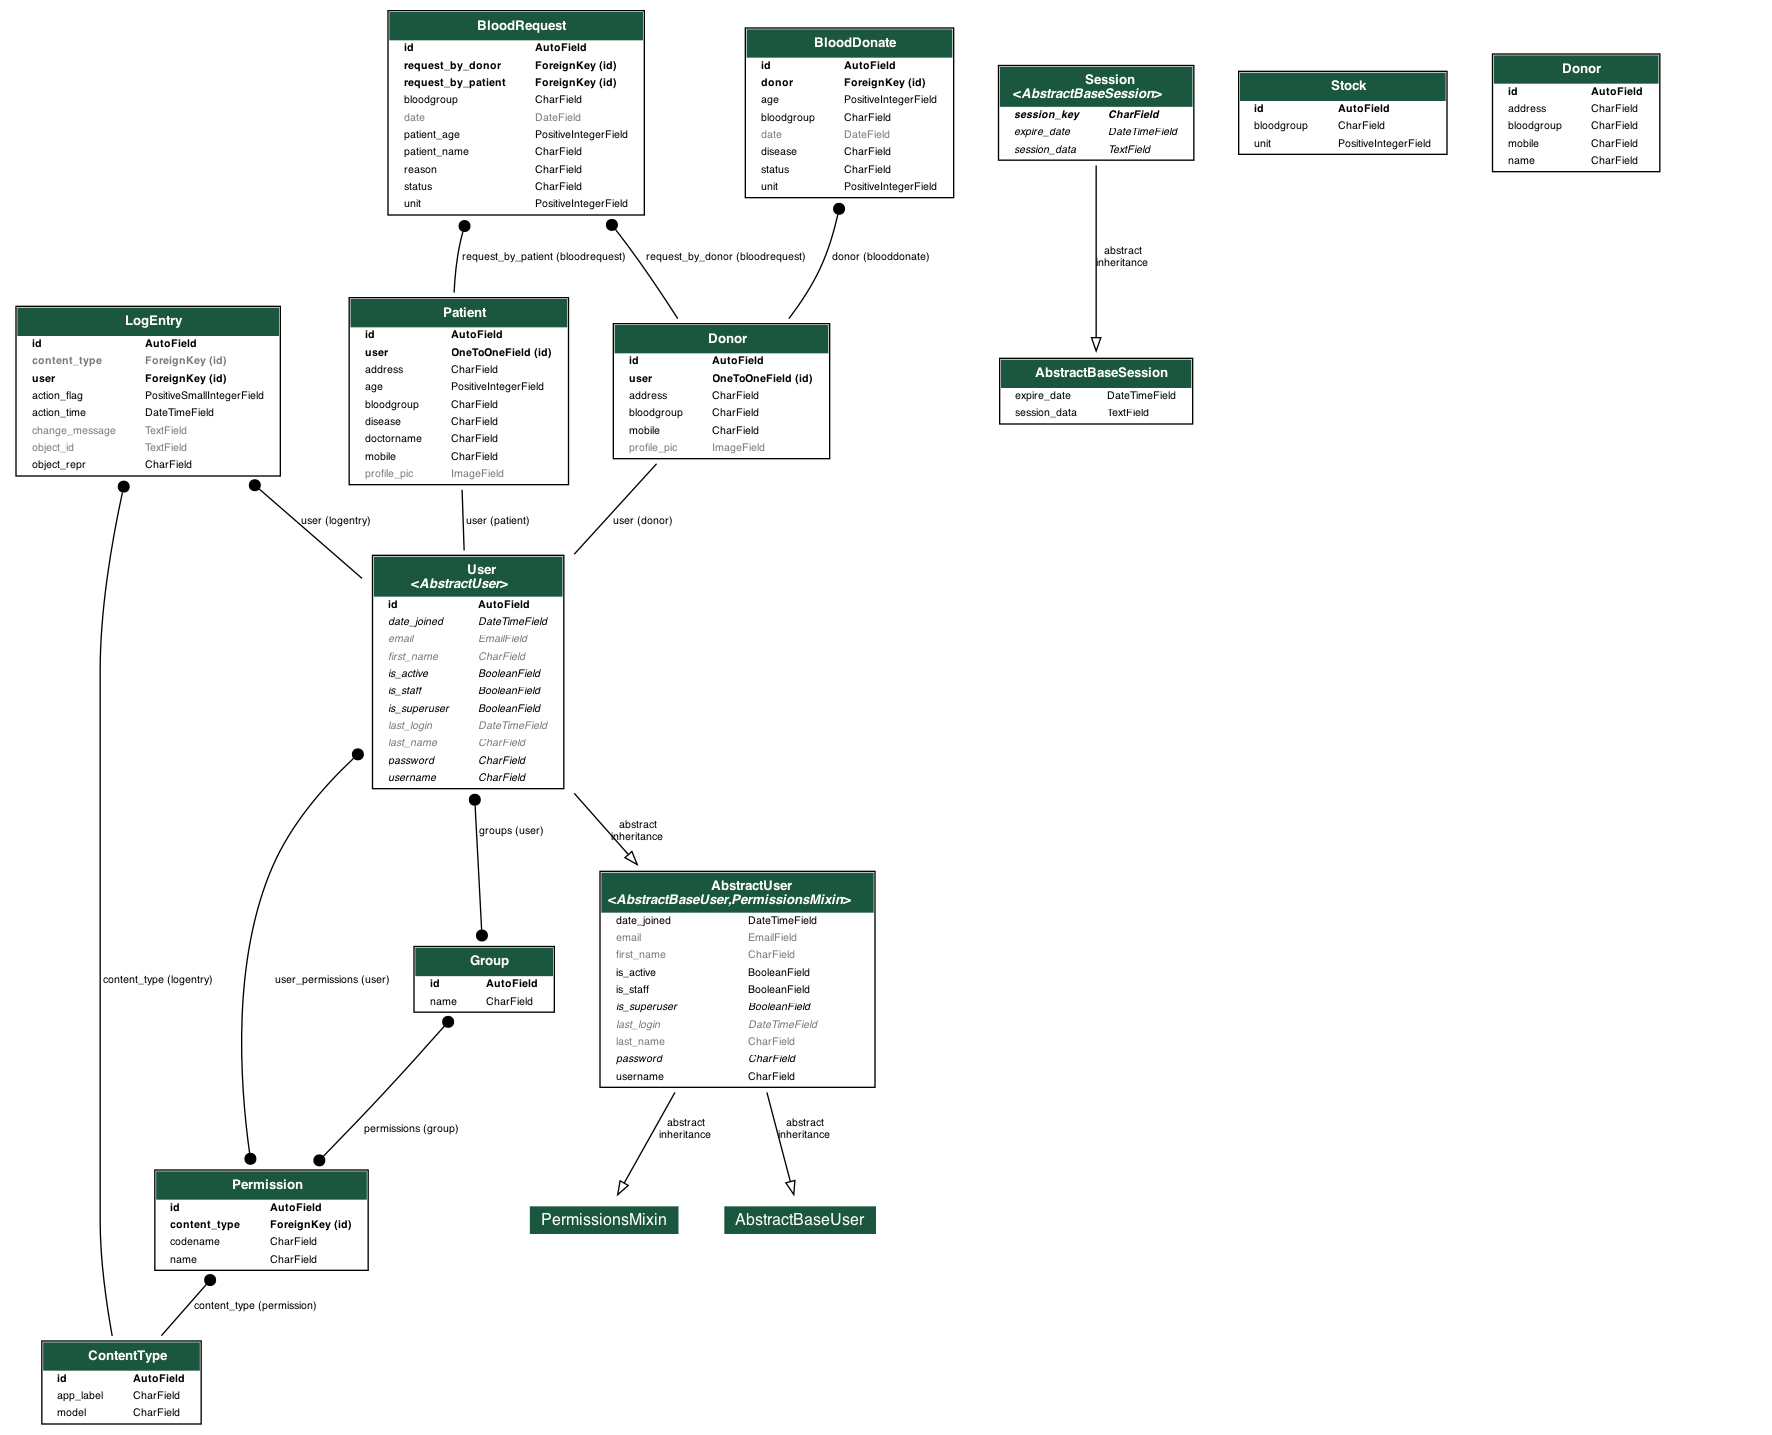 BloodRequest
id AutoField
request_by_donor ForeignKey (id)
request_by_patient ForeignKey (id)
bloodgroup CharField
date DateField
patient_age PositiveIntegerField
patient_name CharField
reason CharField
status CharField
unit PositiveIntegerField
BloodDonate
id AutoField
donor ForeignKey (id)
age PositiveIntegerField
bloodgroup CharField
date DateField
disease CharField
status CharField
unit PositiveIntegerField
Session
<AbstractBaseSession>
session_key CharField
expire_date DateTimeField
session_data TextField
Stock
id AutoField
bloodgroup CharField
unit PositiveIntegerField
Donor
id AutoField
address CharField
bloodgroup CharField
mobile CharField
name CharField
request_by_patient (bloodrequest)
request_by_donor (bloodrequest)
donor (blooddonate)
abstract
inheritance
LogEntry
id AutoField
content_type ForeignKey (id)
user ForeignKey (id)
action_flag PositiveSmallIntegerField
action_time DateTimeField
change_message TextField
object_id TextField
object_repr CharField
Patient
id AutoField
user OneToOneField (id)
address CharField
age PositiveIntegerField
bloodgroup CharField
disease CharField
doctorname CharField
mobile CharField
profile_pic ImageField
Donor
id AutoField
user OneToOneField (id)
address CharField
bloodgroup CharField
mobile CharField
profile_pic ImageField
AbstractBaseSession
expire_date DateTimeField
session_data TextField
user (logentry)
user (patient)
user (donor)
User
<AbstractUser>
id AutoField
date_joined DateTimeField
email EmailField
first_name CharField
is_active BooleanField
is_staff BooleanField
is_superuser BooleanField
last_login DateTimeField
last_name CharField
password CharField
username CharField
groups (user)
abstract
inheritance
AbstractUser
<AbstractBaseUser,PermissionsMixin>
date_joined DateTimeField
email EmailField
first_name CharField
is_active BooleanField
is_staff BooleanField
is_superuser BooleanField
last_login DateTimeField
last_name CharField
password CharField
username CharField
content_type (logentry)
user_permissions (user)
Group
id AutoField
name CharField
permissions (group)
abstract
inheritance
abstract
inheritance
Permission
id AutoField
content_type ForeignKey (id)
codename CharField
name CharField
PermissionsMixin
AbstractBaseUser
content_type (permission)
ContentType
id AutoField
app_label CharField
model CharField